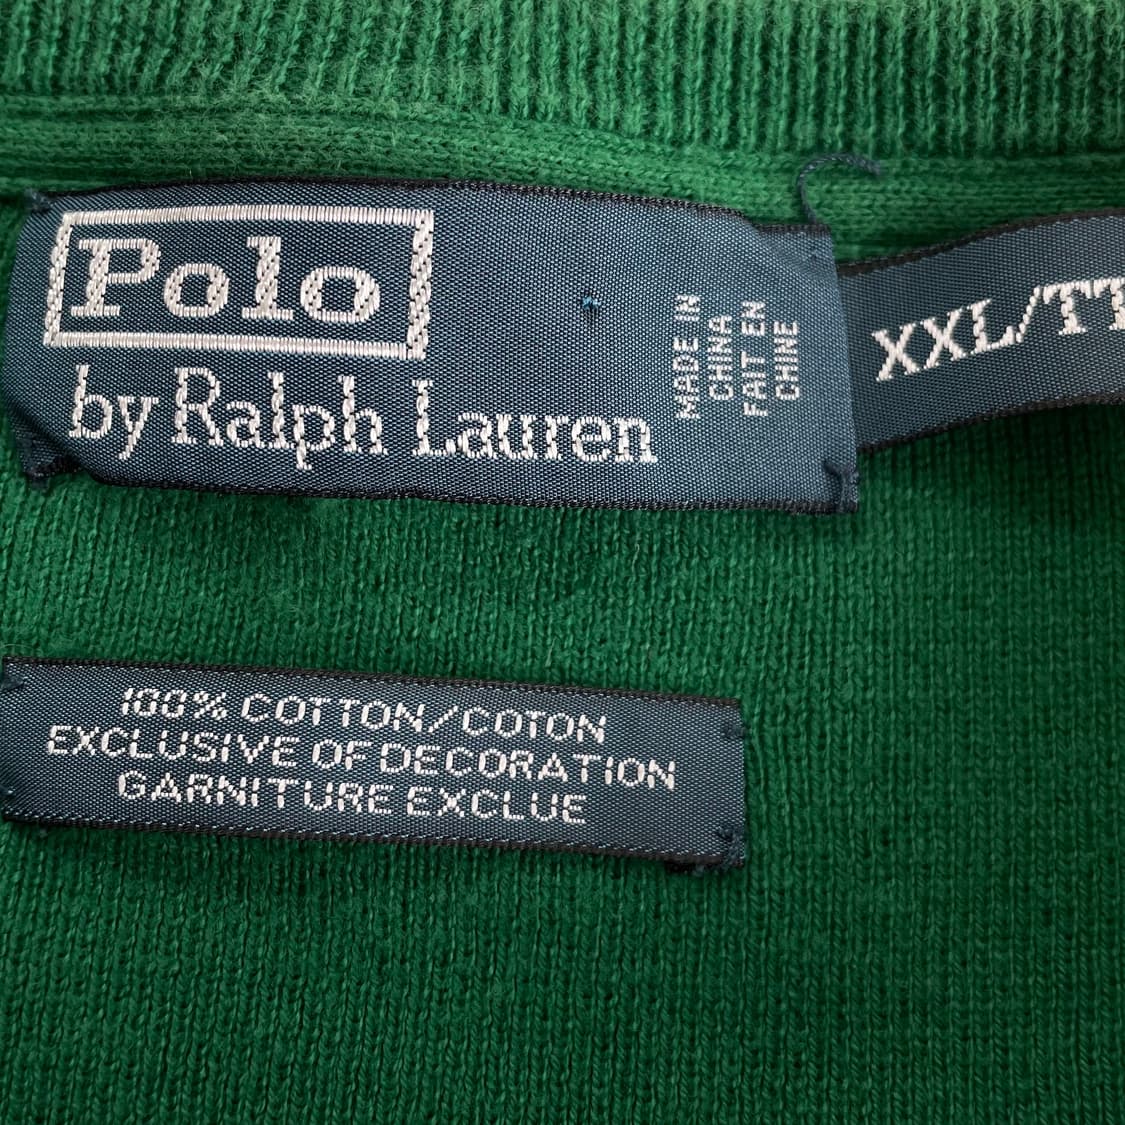 Polo
by Ralph Lauren
MADE IN
CHINA
FAIT EN
CHINE
XXL/TT
100% COTTON/COTON
EXCLUSIVE OF DECORATION
GARNITURE EXCLUE